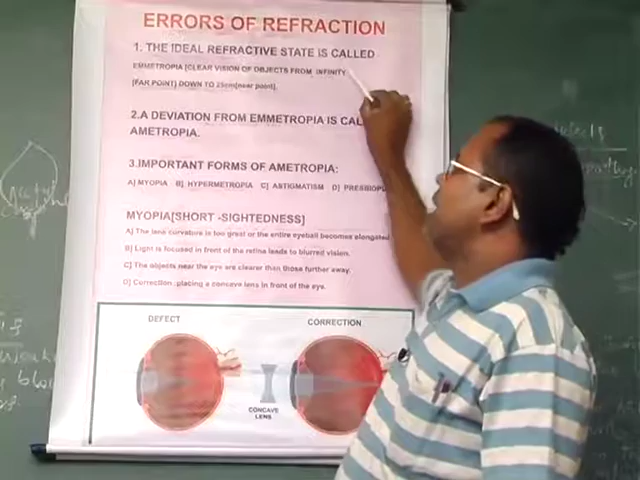 ERRORS OF REFRACTION
1. THE IDEAL REFRACTIVE STATE IS CALLED
EMMETROPIA [CLEAR VISION OF OBJECTS FROM INFINITY
[FAR POINT] DOWN TO 25cm[near point].
2.A DEVIATION FROM EMMETROPIA IS CAL
AMETROPIA.
3.IMPORTANT FORMS OF AMETROPIA:
A] MYOPIA B] HYPERMETROPIA C] ASTIGMATISM D] PRESBIOPI
MYOPIA[SHORT -SIGHTEDNESS]
A] The lens curvature is too great or the entire eyeball becomes elongated
B] Light is focused in front of the retina leads to blurred vision.
C] The objects near the eye are clearer than those further away.
D] Correction :placing a concave lens in front of the eye.
DEFECT
CORRECTION
CONCAVE
LENS